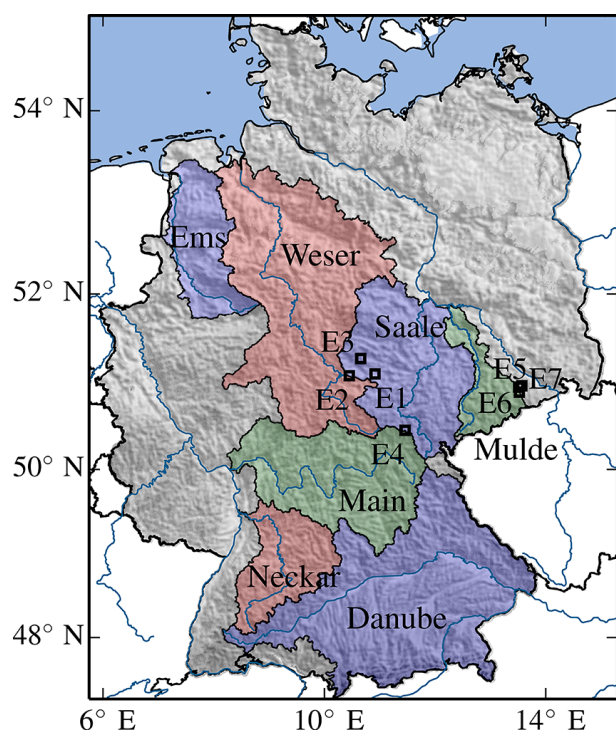 54° N
Ems
Weser
52° N
Saale
E3
E5
E7
E1
E2
E6
E4
Mulde
50° N
Main
Neckar
Danube
48° N
6° E
10° E
14° E